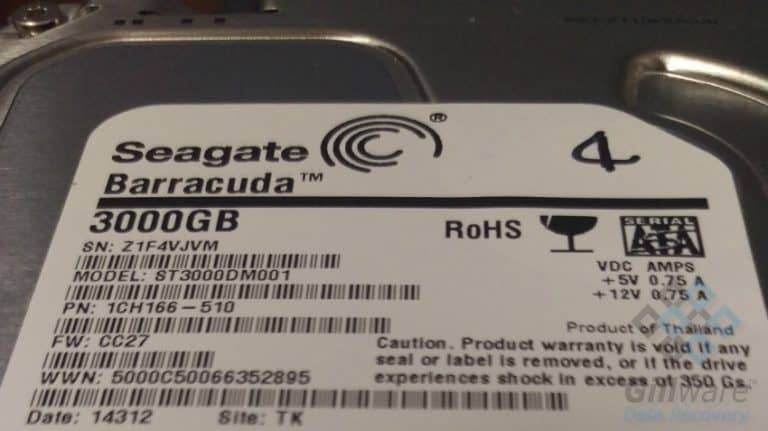 Seagate ®
4
Barracuda™
3000GB
RoHS
SERIAL
ATA
SN: Z1F4VJVM
VDC AMPS
MODEL: ST3000DM001
+5V 0.75 A
+12V 0.75 A
PN: 1CH166-510
Product of Thailand
FW: CC27
Caution. Product warranty is void if any
seal or label is removed, or if the drive
experiences shock in excess of 350 Gs.
WWN: 5000C50066352895
Gillware™
Data Recovery
Date: 14312 Site: TK